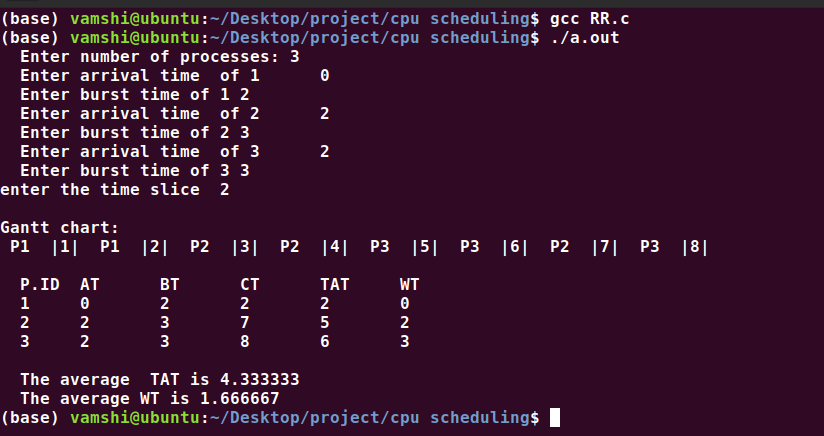 (base) vamshi@ubuntu:~/Desktop/project/cpu scheduling$ gcc RR.c
(base) vamshi@ubuntu:~/Desktop/project/cpu scheduling$ ./a.out
  Enter number of processes: 3
  Enter arrival time  of 1      0
  Enter burst time of 1 2
  Enter arrival time  of 2      2
  Enter burst time of 2 3
  Enter arrival time  of 3      2
  Enter burst time of 3 3
enter the time slice  2
Gantt chart:
 P1  |1|  P1  |2|  P2  |3|  P2  |4|  P3  |5|  P3  |6|  P2  |7|  P3  |8|
  P.ID  AT      BT      CT      TAT     WT
  1     0       2       2       2       0
  2     2       3       7       5       2
  3     2       3       8       6       3
  The average  TAT is 4.333333
  The average WT is 1.666667
(base) vamshi@ubuntu:~/Desktop/project/cpu scheduling$